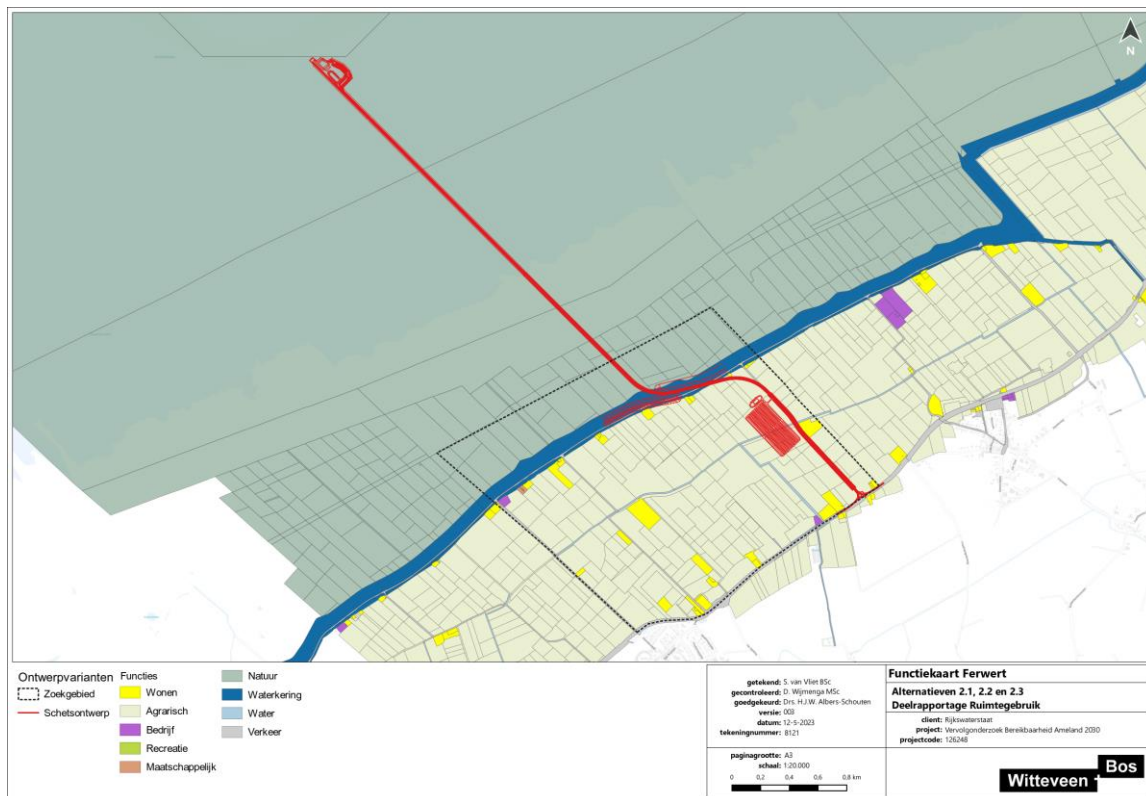 N
Ontwerpvarianten
Zoekgebied
Schetsontwerp
Functies
Wonen
Agrarisch
Bedrijf
Recreatie
Maatschappelijk
Natuur
Waterkering
Water
Verkeer
getekend: S. van Vliet BSc
gecontroleerd: D. Wijmenga MSc
goedgekeurd: Drs. H.J.W. Albers-Schouten
versie: 003
datum: 12-5-2023
tekeningnummer: 8121
paginagrootte: A3
schaal: 1:20.000
0 0,2 0,4 0,6 0,8 km
Functiekaart Ferwert
Alternatieven 2.1, 2.2 en 2.3
Deelrapportage Ruimtegebruik
client: Rijkswaterstaat
project: Vervolgonderzoek Bereikbaarheid Ameland 2030
projectcode: 126248
Witteveen + Bos